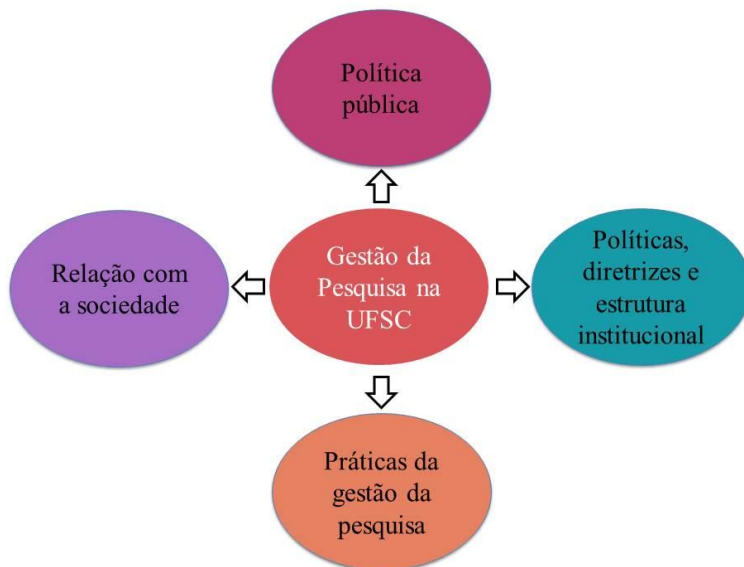 Política
pública
Relação com
a sociedade
Gestão da
Pesquisa na
UFSC
Políticas,
diretrizes e
estrutura
institucional
Práticas da
gestão da
pesquisa